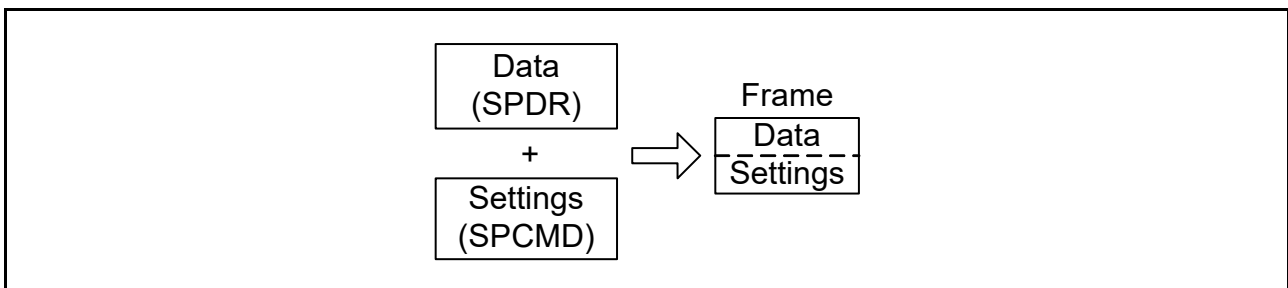 Data
(SPDR)
+
Settings
(SPCMD)
Frame
Data
Settings